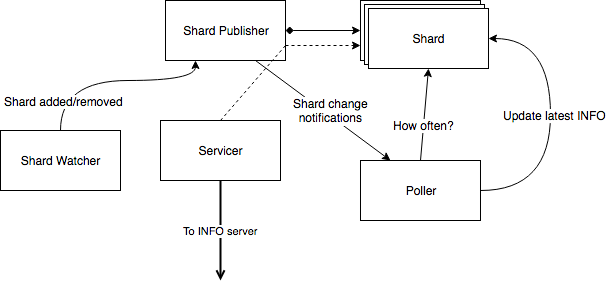 Shard Publisher
Shard
Shard added/removed
Shard change
notifications
How often?
Update latest INFO
Shard Watcher
Servicer
Poller
To INFO server